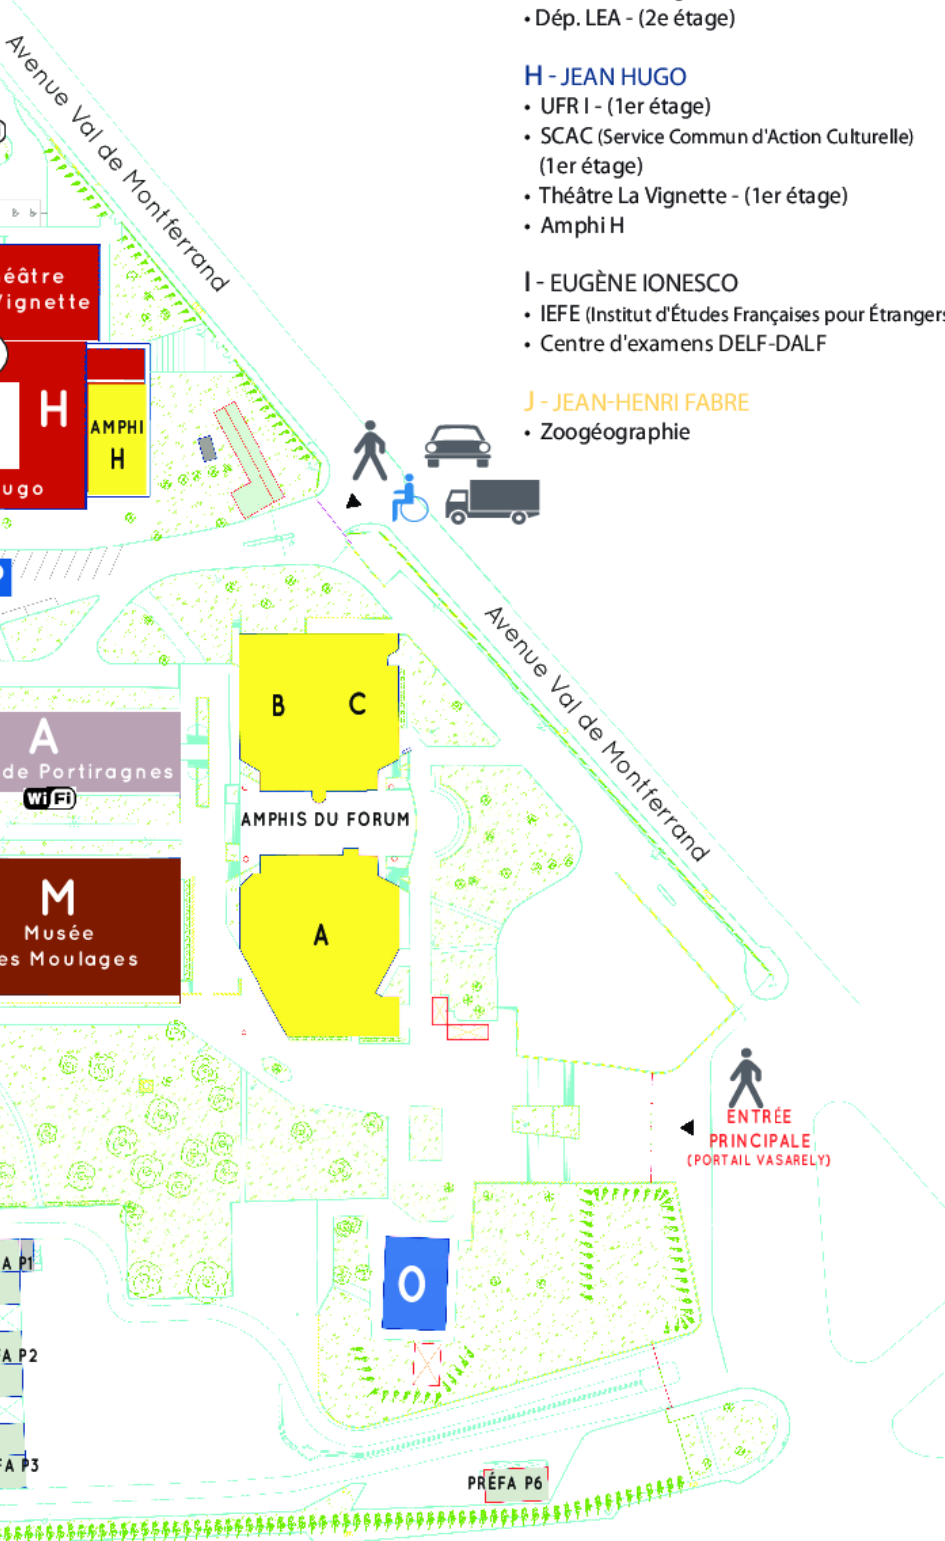 • Dép. LEA - (2e étage)
H - JEAN HUGO
• UFR I - (1er étage)
• SCAC (Service Commun d'Action Culturelle)
(1er étage)
• Théâtre La Vignette - (1er étage)
• Amphi H
I - EUGÈNE IONESCO
• IEFE (Institut d'Études Françaises pour Étrangers
• Centre d'examens DELF-DALF
J - JEAN-HENRI FABRE
• Zoogéographie
Avenue Val de Montferrand
éâtre
Vignette
H
ugo
AMPHI
H
Avenue Val de Montferrand
B C
A
de Portiragnes
WiFi
AMPHIS DU FORUM
M
Musée
es Moulages
A
ENTRÉE
PRINCIPALE
(PORTAIL VASARELY)
A P1
O
FA P2
FA P3
PRÉFA P6